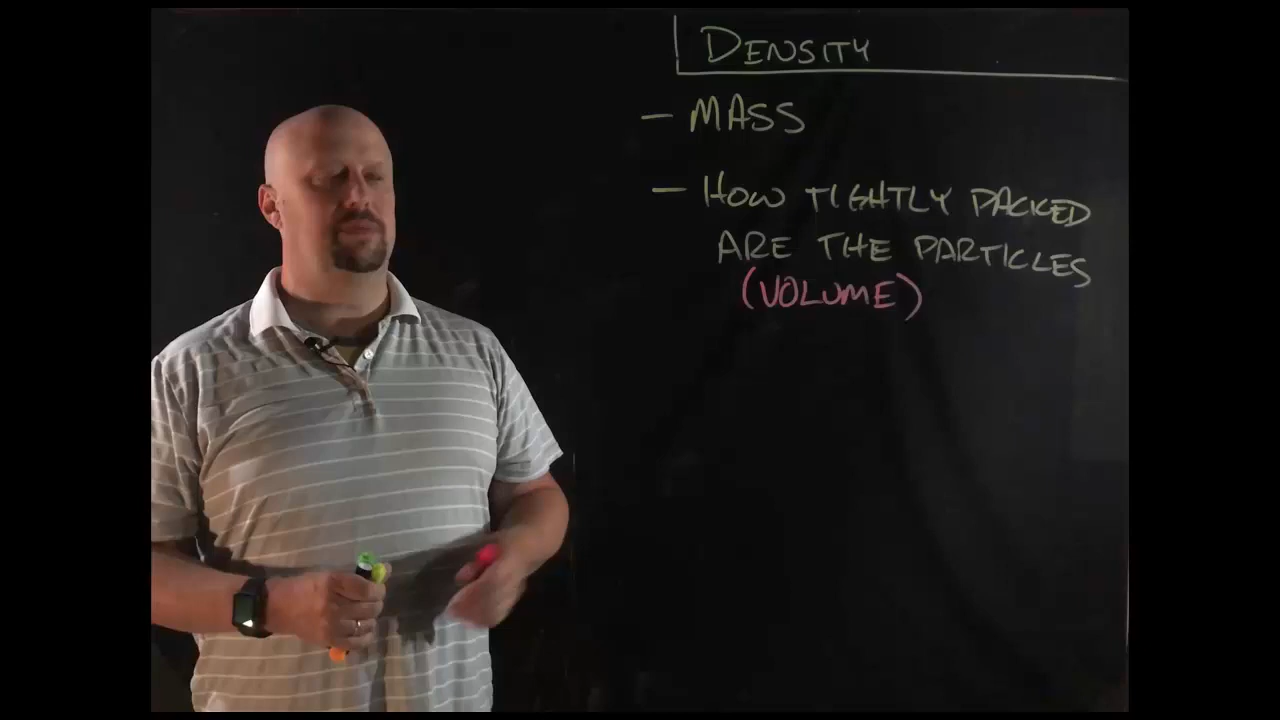 DENSITY
- MASS
- HOW TIGHTLY PACKED
ARE THE PARTICLES
(VOLUME)